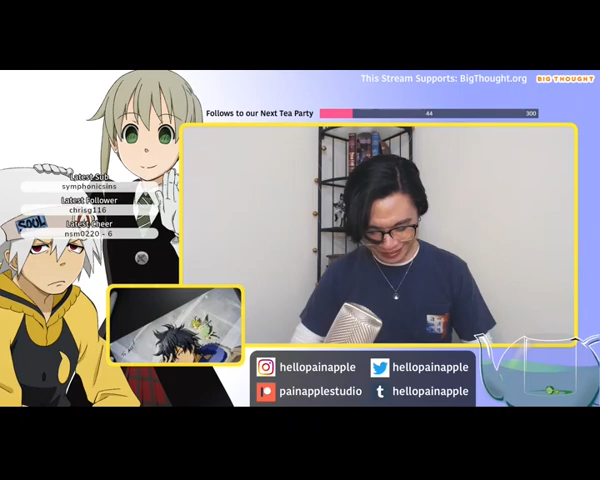 This Stream Supports: BigThought.org
BIG THOUGHT
Follows to our Next Tea Party
44
300
Latest Sub
symphonicsins
Latest Follower
chrisg116
Latest Cheer
nsm0220 - 6
SOUL
hellopainapple
hellopainapple
painapplestudio
hellopainapple